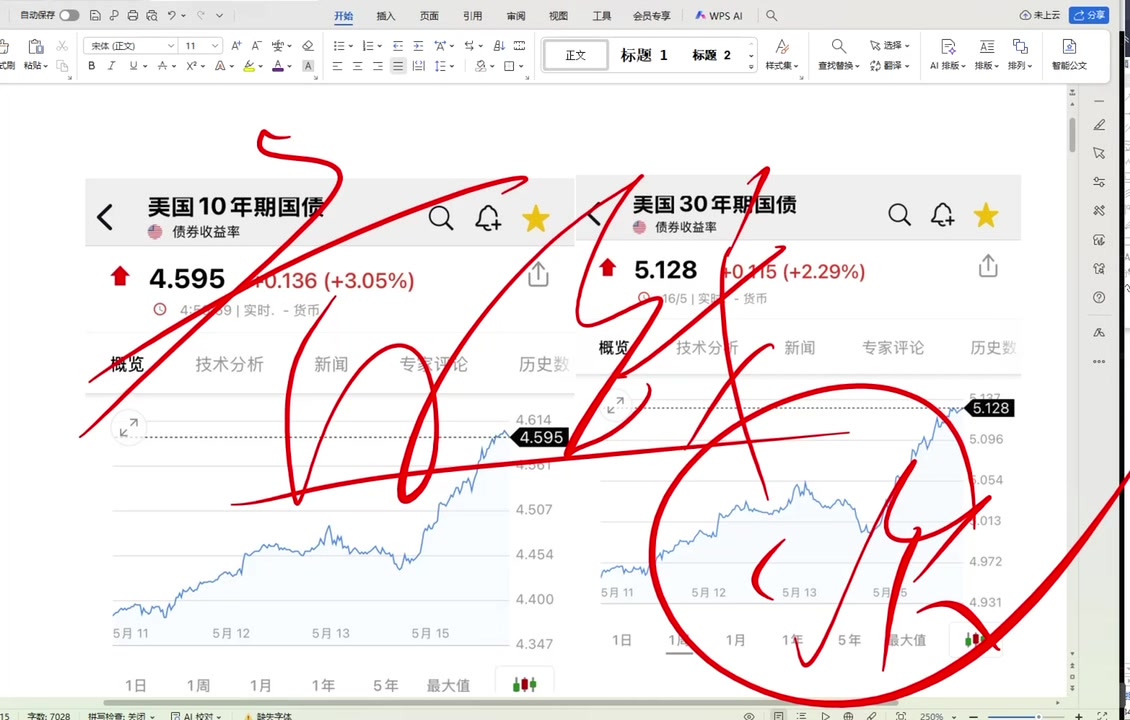 自动保存 开始 插入 页面 引用 审阅 视图 工具 会员专享 WPS AI 未上云 分享
式刷 粘贴 宋体 (正文) 11 正文 标题 1 标题 2 样式集 查找替换 选择 翻译 AI 排版 排版 排列 智能公文
B I U A X² A A A
美国10年期国债
债券收益率
4.595 +0.136 (+3.05%)
实时. - 货币
概览 技术分析 新闻 专家评论 历史数
4.614
4.595
4.561
4.507
4.454
4.400
4.347
5月 11 5月 12 5月 13 5月 15
1日 1周 1月 1年 5年 最大值
美国30年期国债
债券收益率
5.128 +0.115 (+2.29%)
16/5 | 实时 - 货币
概览 技术分析 新闻 专家评论 历史数
5.128
5.096
5.054
5.013
4.972
4.931
5月 11 5月 12 5月 13
1日 1月 1年 5年 最大值
字数: 7028 拼写检查: 关闭 AI 校对 缺失字体 250%